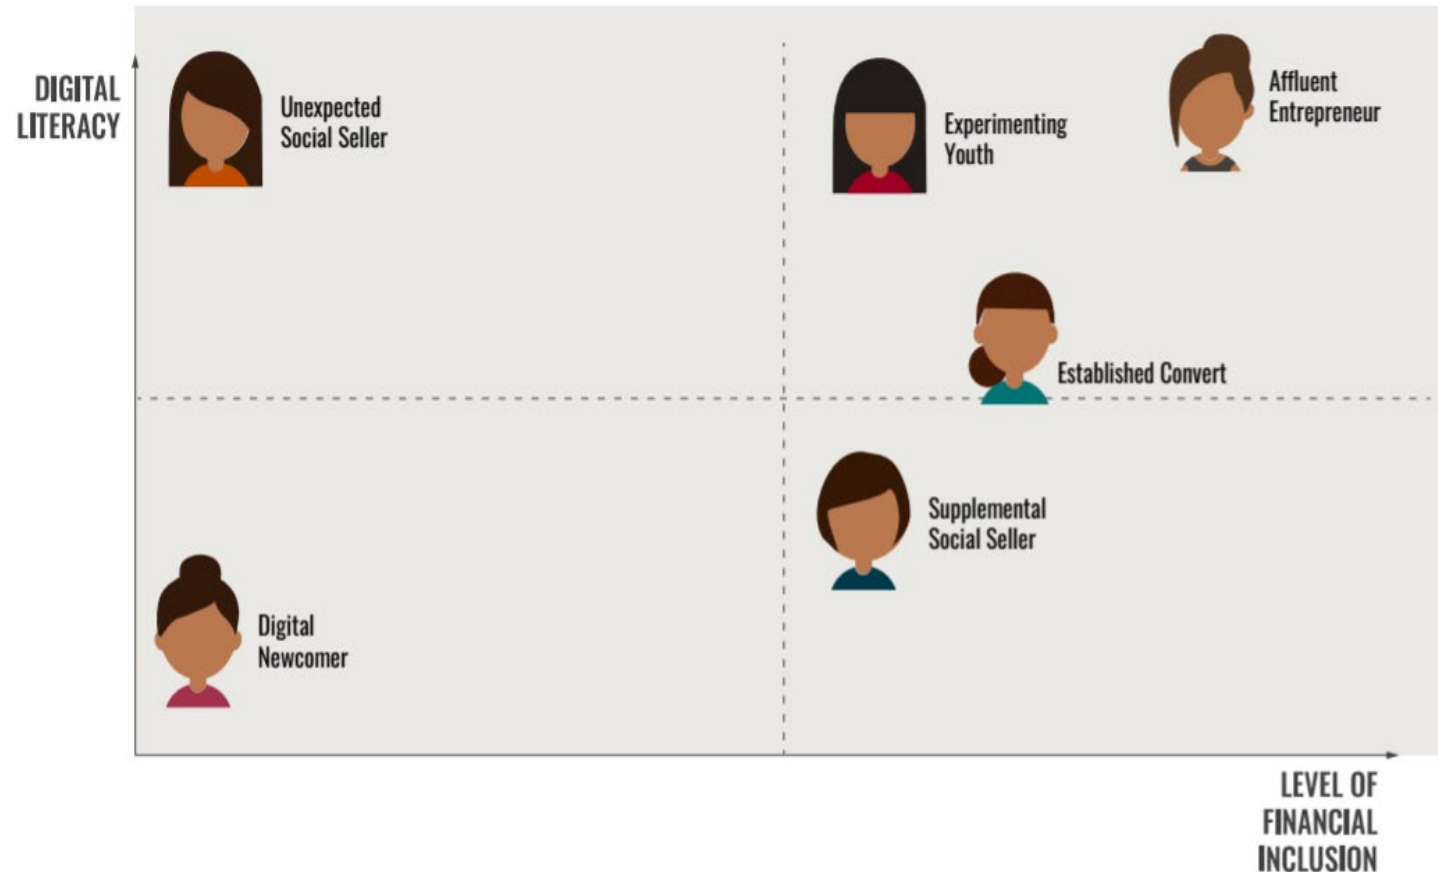 DIGITAL
LITERACY
Unexpected
Social Seller
Experimenting
Youth
Affluent
Entrepreneur
Established Convert
Supplemental
Social Seller
Digital
Newcomer
LEVEL OF
FINANCIAL
INCLUSION